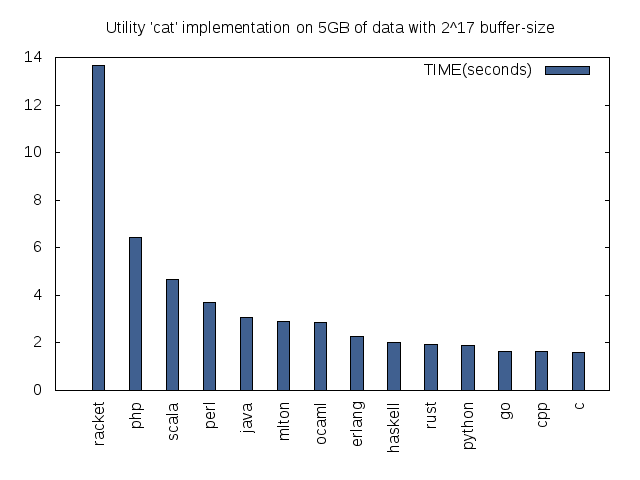 Utility 'cat' implementation on 5GB of data with 2^17 buffer-size
TIME(seconds)
14
12
10
8
6
4
2
0
racket
php
scala
perl
java
mlton
ocaml
erlang
haskell
rust
python
go
cpp
c